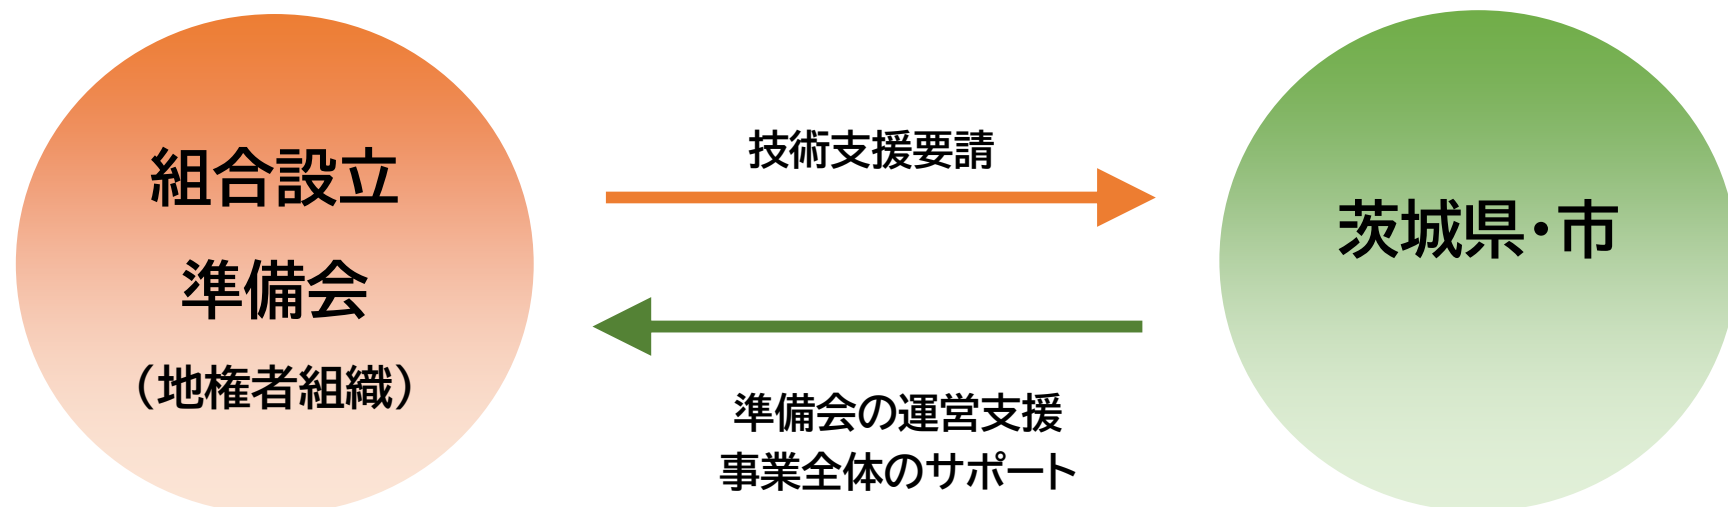 組合設立
準備会
（地権者組織）
技術支援要請
準備会の運営支援
事業全体のサポート
茨城県・市